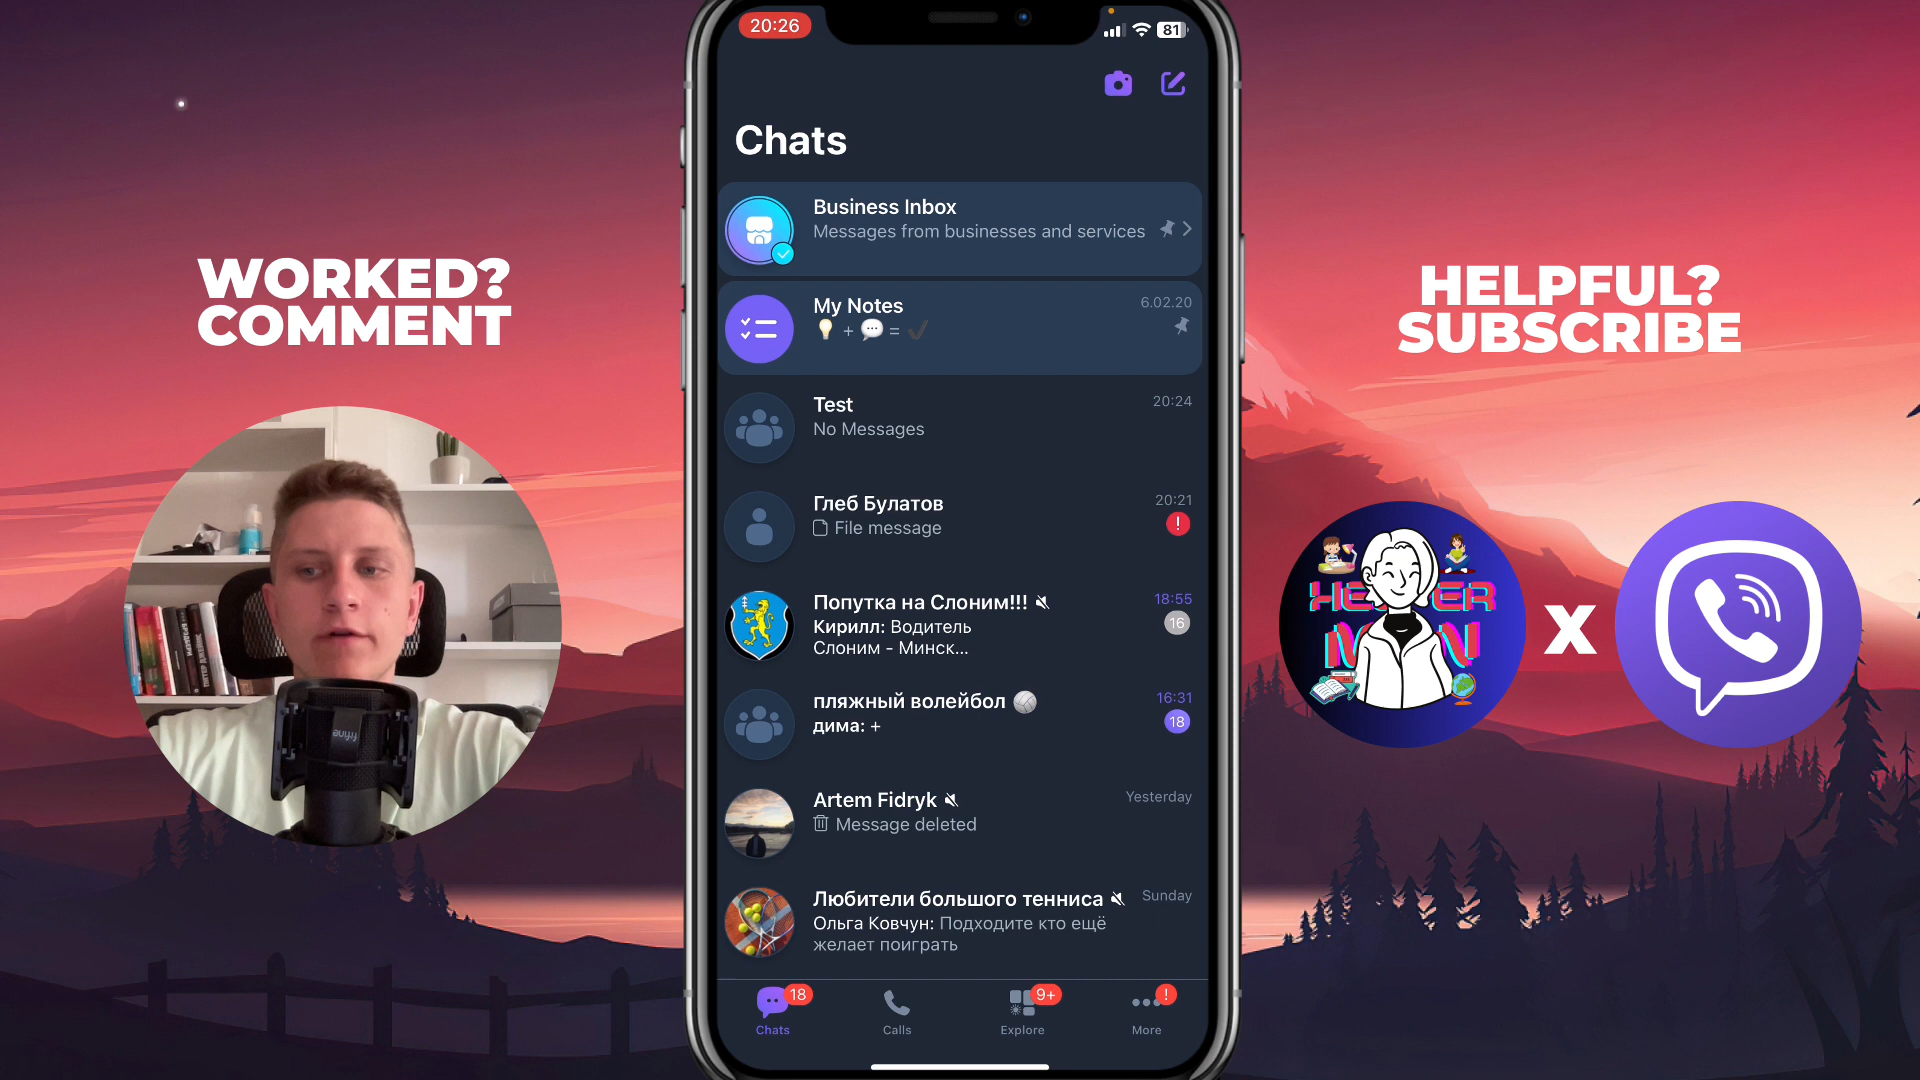 WORKED?
COMMENT
20:26
81
Chats
Business Inbox
Messages from businesses and services
My Notes
6.02.20
+ =
Test
20:24
No Messages
Глеб Булатов
20:21
File message
!
Попутка на Слоним!!!
18:55
Кирилл: Водитель
16
Слоним - Минск...
пляжный волейбол
16:31
дима: +
18
Artem Fidryk
Yesterday
Message deleted
Любители большого тенниса
Sunday
Ольга Ковчун: Подходите кто ещё
желает поиграть
18
9+
!
Chats
Calls
Explore
More
HELPFUL?
SUBSCRIBE
HELPER
MAN
X
fifine